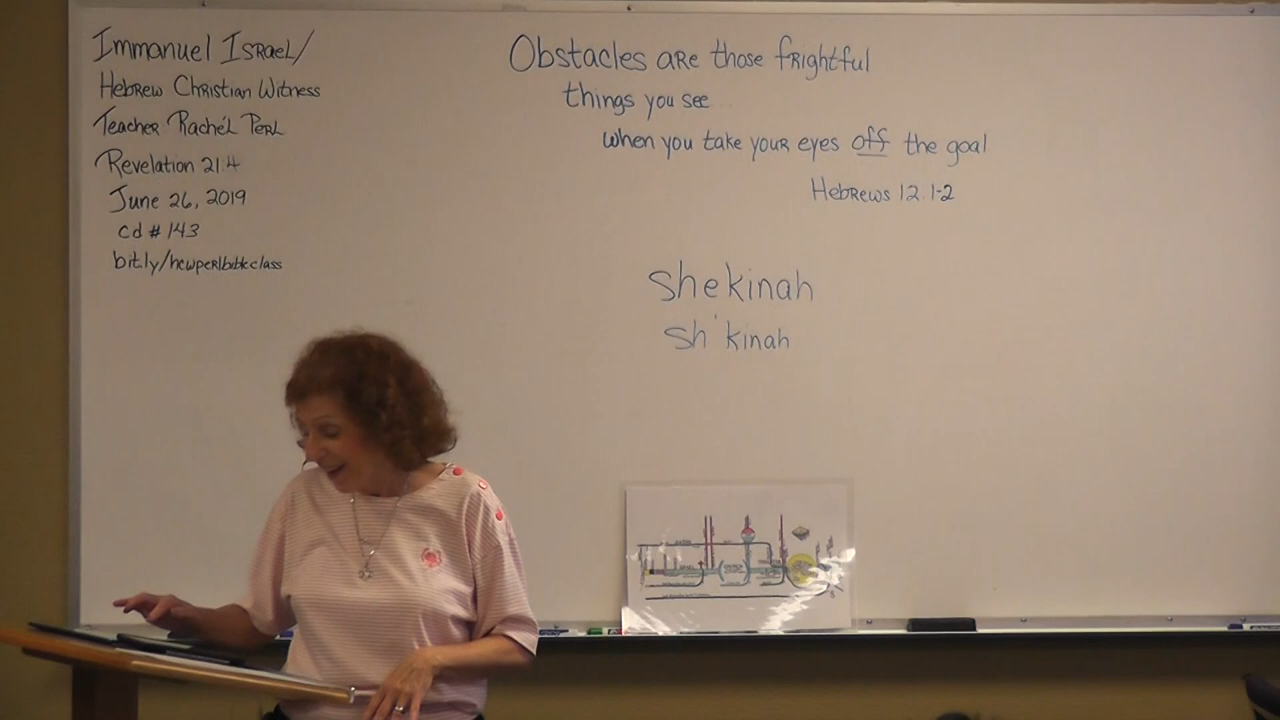 Immanuel Israel/
Hebrew Christian Witness
Teacher Rachél Perl
Revelation 21:4
June 26, 2019
cd # 143
bit.ly/hcwperlbibleclass
Obstacles are those frightful
things you see
when you take your eyes off the goal
Hebrews 12:1-2
shekinah
sh'kinah